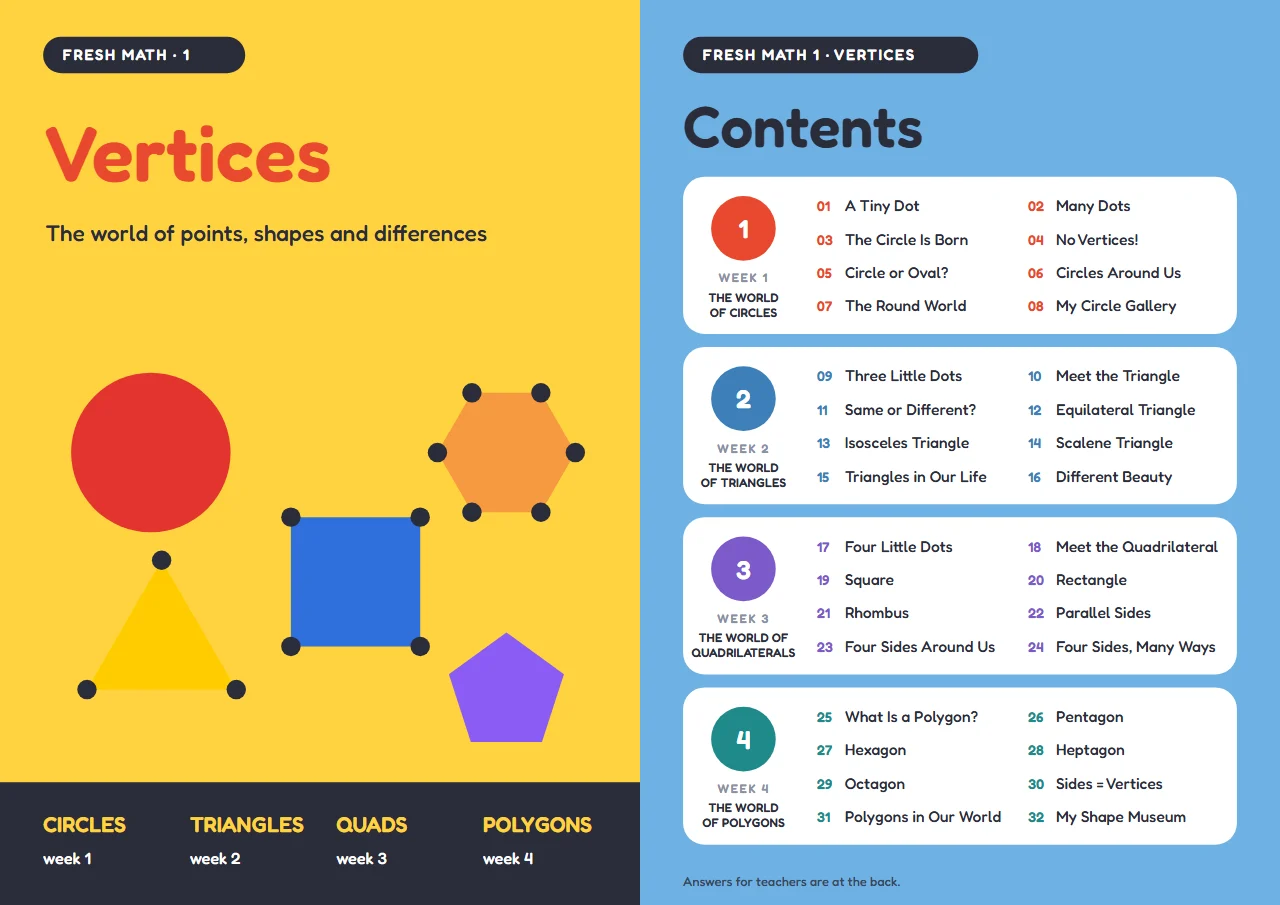 FRESH MATH · 1
Vertices
The world of points, shapes and differences
CIRCLES
week 1
TRIANGLES
week 2
QUADS
week 3
POLYGONS
week 4
FRESH MATH 1 · VERTICES
Contents
1
WEEK 1
THE WORLD
OF CIRCLES
01 A Tiny Dot
02 Many Dots
03 The Circle Is Born
04 No Vertices!
05 Circle or Oval?
06 Circles Around Us
07 The Round World
08 My Circle Gallery
2
WEEK 2
THE WORLD
OF TRIANGLES
09 Three Little Dots
10 Meet the Triangle
11 Same or Different?
12 Equilateral Triangle
13 Isosceles Triangle
14 Scalene Triangle
15 Triangles in Our Life
16 Different Beauty
3
WEEK 3
THE WORLD OF
QUADRILATERALS
17 Four Little Dots
18 Meet the Quadrilateral
19 Square
20 Rectangle
21 Rhombus
22 Parallel Sides
23 Four Sides Around Us
24 Four Sides, Many Ways
4
WEEK 4
THE WORLD
OF POLYGONS
25 What Is a Polygon?
26 Pentagon
27 Hexagon
28 Heptagon
29 Octagon
30 Sides = Vertices
31 Polygons in Our World
32 My Shape Museum
Answers for teachers are at the back.